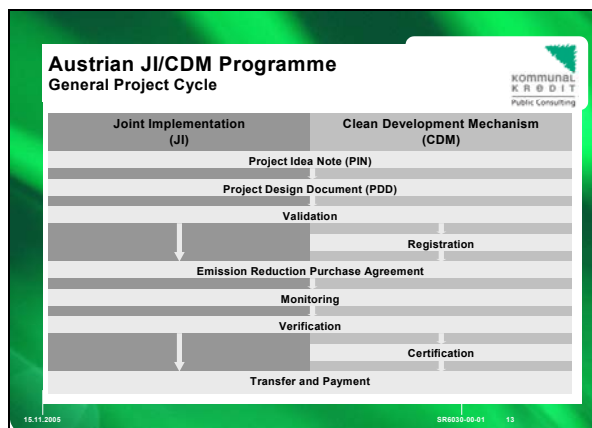 Austrian JI/CDM Programme
General Project Cycle
KOMMUNAL
KREDIT
Public Consulting
Joint Implementation
(JI)
Clean Development Mechanism
(CDM)
Project Idea Note (PIN)
Project Design Document (PDD)
Validation
Registration
Emission Reduction Purchase Agreement
Monitoring
Verification
Certification
Transfer and Payment
15.11.2005
SR6030-00-01
13